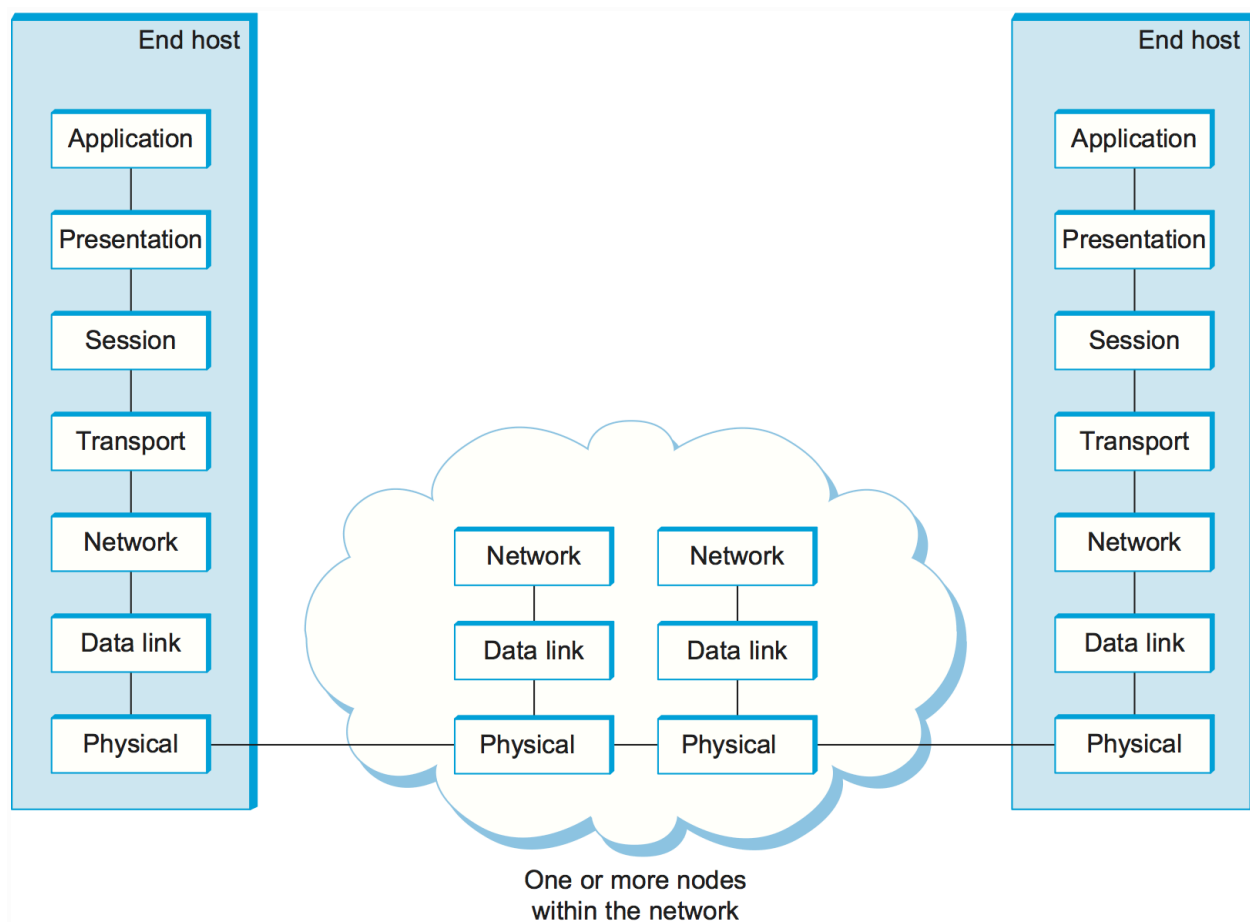 End host
Application
Presentation
Session
Transport
Network
Data link
Physical
Network
Data link
Physical
Network
Data link
Physical
One or more nodes
within the network
End host
Application
Presentation
Session
Transport
Network
Data link
Physical